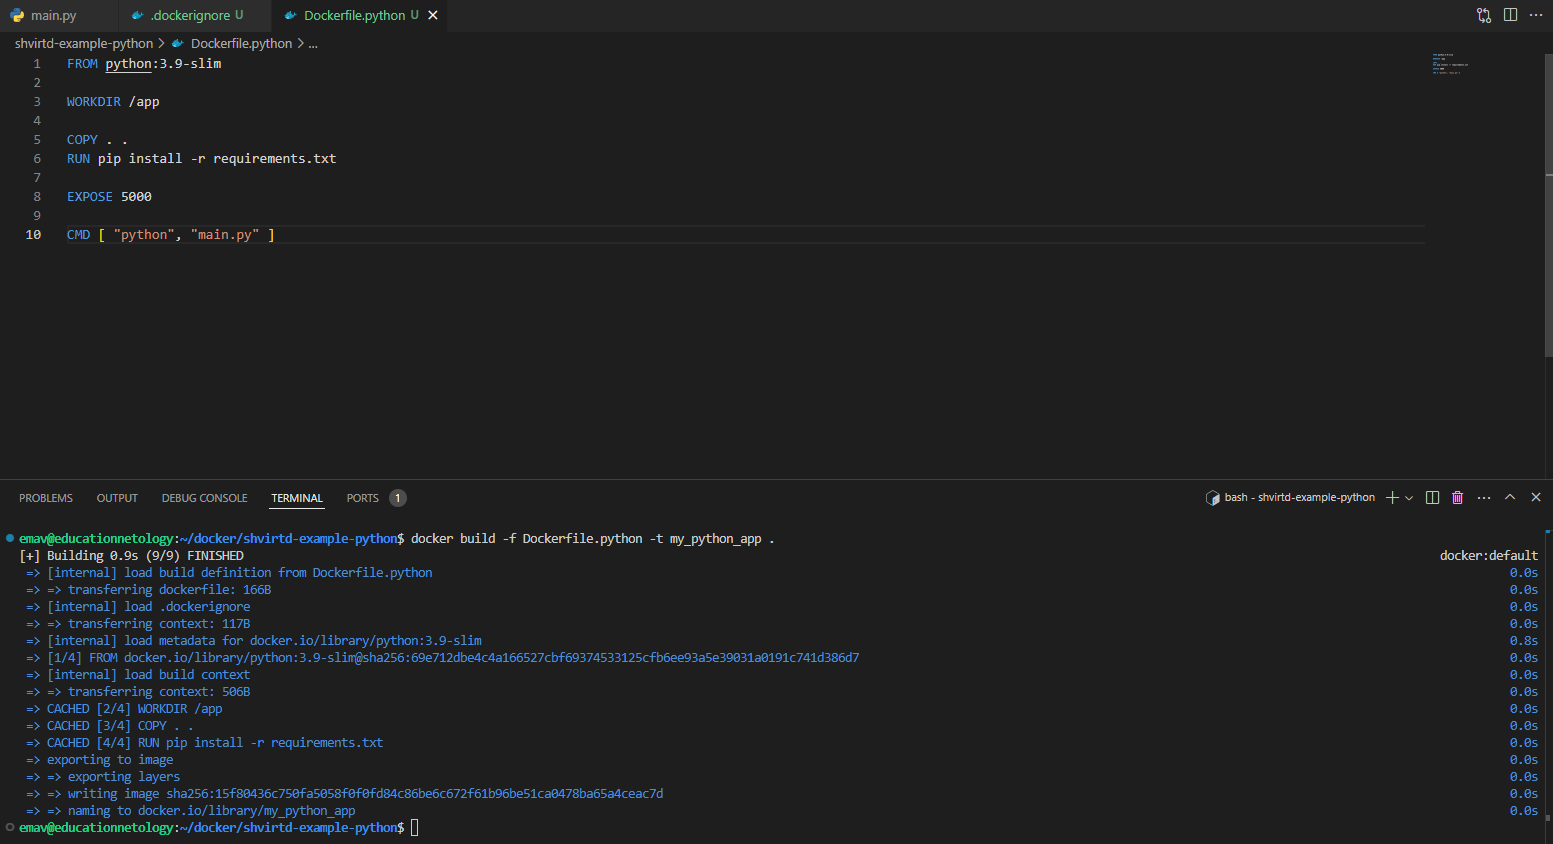 main.py .dockerignore U Dockerfile.python U
shvirtd-example-python > Dockerfile.python > ...
1 FROM python:3.9-slim
2
3 WORKDIR /app
4
5 COPY . .
6 RUN pip install -r requirements.txt
7
8 EXPOSE 5000
9
10 CMD [ "python", "main.py" ]
PROBLEMS OUTPUT DEBUG CONSOLE TERMINAL PORTS 1 bash - shvirtd-example-python
emav@educationnetology:~/docker/shvirtd-example-python$ docker build -f Dockerfile.python -t my_python_app .
[+] Building 0.9s (9/9) FINISHED docker:default
=> [internal] load build definition from Dockerfile.python 0.0s
=> => transferring dockerfile: 166B 0.0s
=> [internal] load .dockerignore 0.0s
=> => transferring context: 117B 0.0s
=> [internal] load metadata for docker.io/library/python:3.9-slim 0.8s
=> [1/4] FROM docker.io/library/python:3.9-slim@sha256:69e712dbe4c4a166527cbf69374533125cfb6ee93a5e39031a0191c741d386d7 0.0s
=> [internal] load build context 0.0s
=> => transferring context: 506B 0.0s
=> CACHED [2/4] WORKDIR /app 0.0s
=> CACHED [3/4] COPY . . 0.0s
=> CACHED [4/4] RUN pip install -r requirements.txt 0.0s
=> exporting to image 0.0s
=> => exporting layers 0.0s
=> => writing image sha256:15f80436c750fa5058f0f0fd84c86be6c672f61b96be51ca0478ba65a4ceac7d 0.0s
=> => naming to docker.io/library/my_python_app 0.0s
emav@educationnetology:~/docker/shvirtd-example-python$